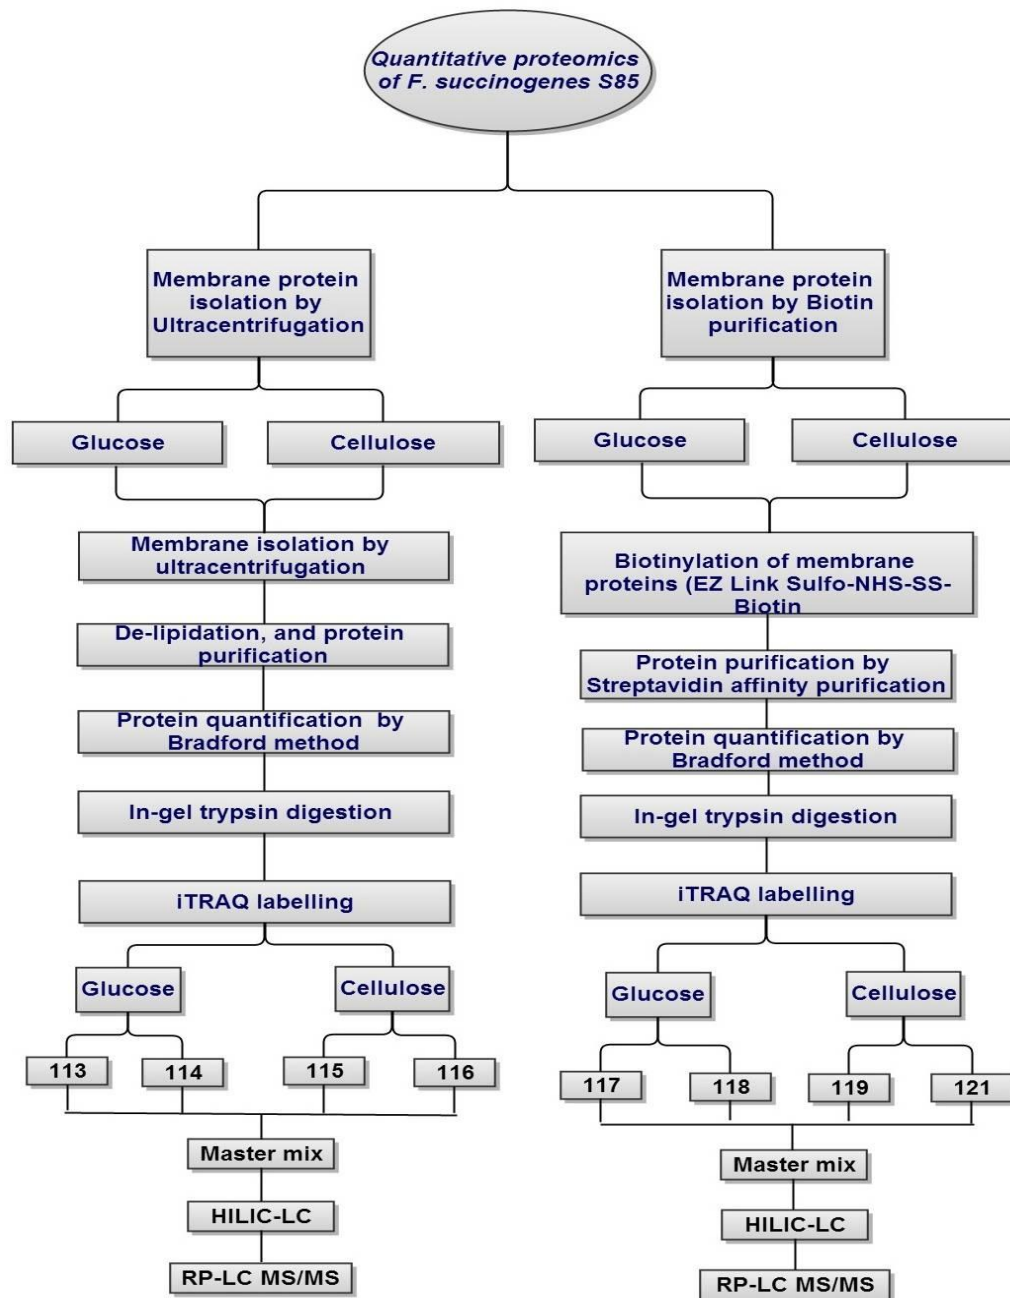 Quantitative proteomics
of F. succinogenes S85
Membrane protein
isolation by
Ultracentrifugation
Membrane protein
isolation by Biotin
purification
Glucose
Cellulose
Glucose
Cellulose
Membrane isolation by
ultracentrifugation
De-lipidation, and protein
purification
Protein quantification by
Bradford method
In-gel trypsin digestion
iTRAQ labelling
Glucose
Cellulose
113
114
115
116
Master mix
HILIC-LC
RP-LC MS/MS
Biotinylation of membrane
proteins (EZ Link Sulfo-NHS-SS-
Biotin
Protein purification by
Streptavidin affinity purification
Protein quantification by
Bradford method
In-gel trypsin digestion
iTRAQ labelling
Glucose
Cellulose
117
118
119
121
Master mix
HILIC-LC
RP-LC MS/MS